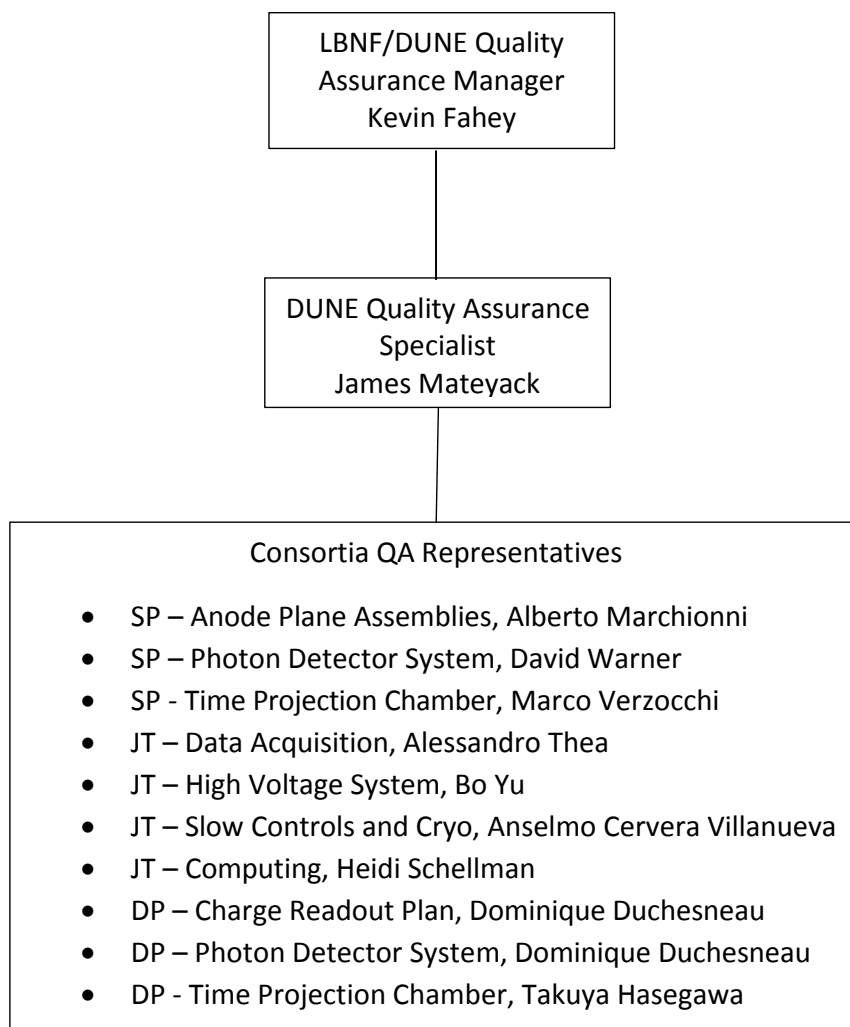 LBNF/DUNE Quality
Assurance Manager
Kevin Fahey
DUNE Quality Assurance
Specialist
James Mateyack
Consortia QA Representatives
• SP – Anode Plane Assemblies, Alberto Marchionni
• SP – Photon Detector System, David Warner
• SP - Time Projection Chamber, Marco Verzocchi
• JT – Data Acquisition, Alessandro Thea
• JT – High Voltage System, Bo Yu
• JT – Slow Controls and Cryo, Anselmo Cervera Villanueva
• JT – Computing, Heidi Schellman
• DP – Charge Readout Plan, Dominique Duchesneau
• DP – Photon Detector System, Dominique Duchesneau
• DP - Time Projection Chamber, Takuya Hasegawa